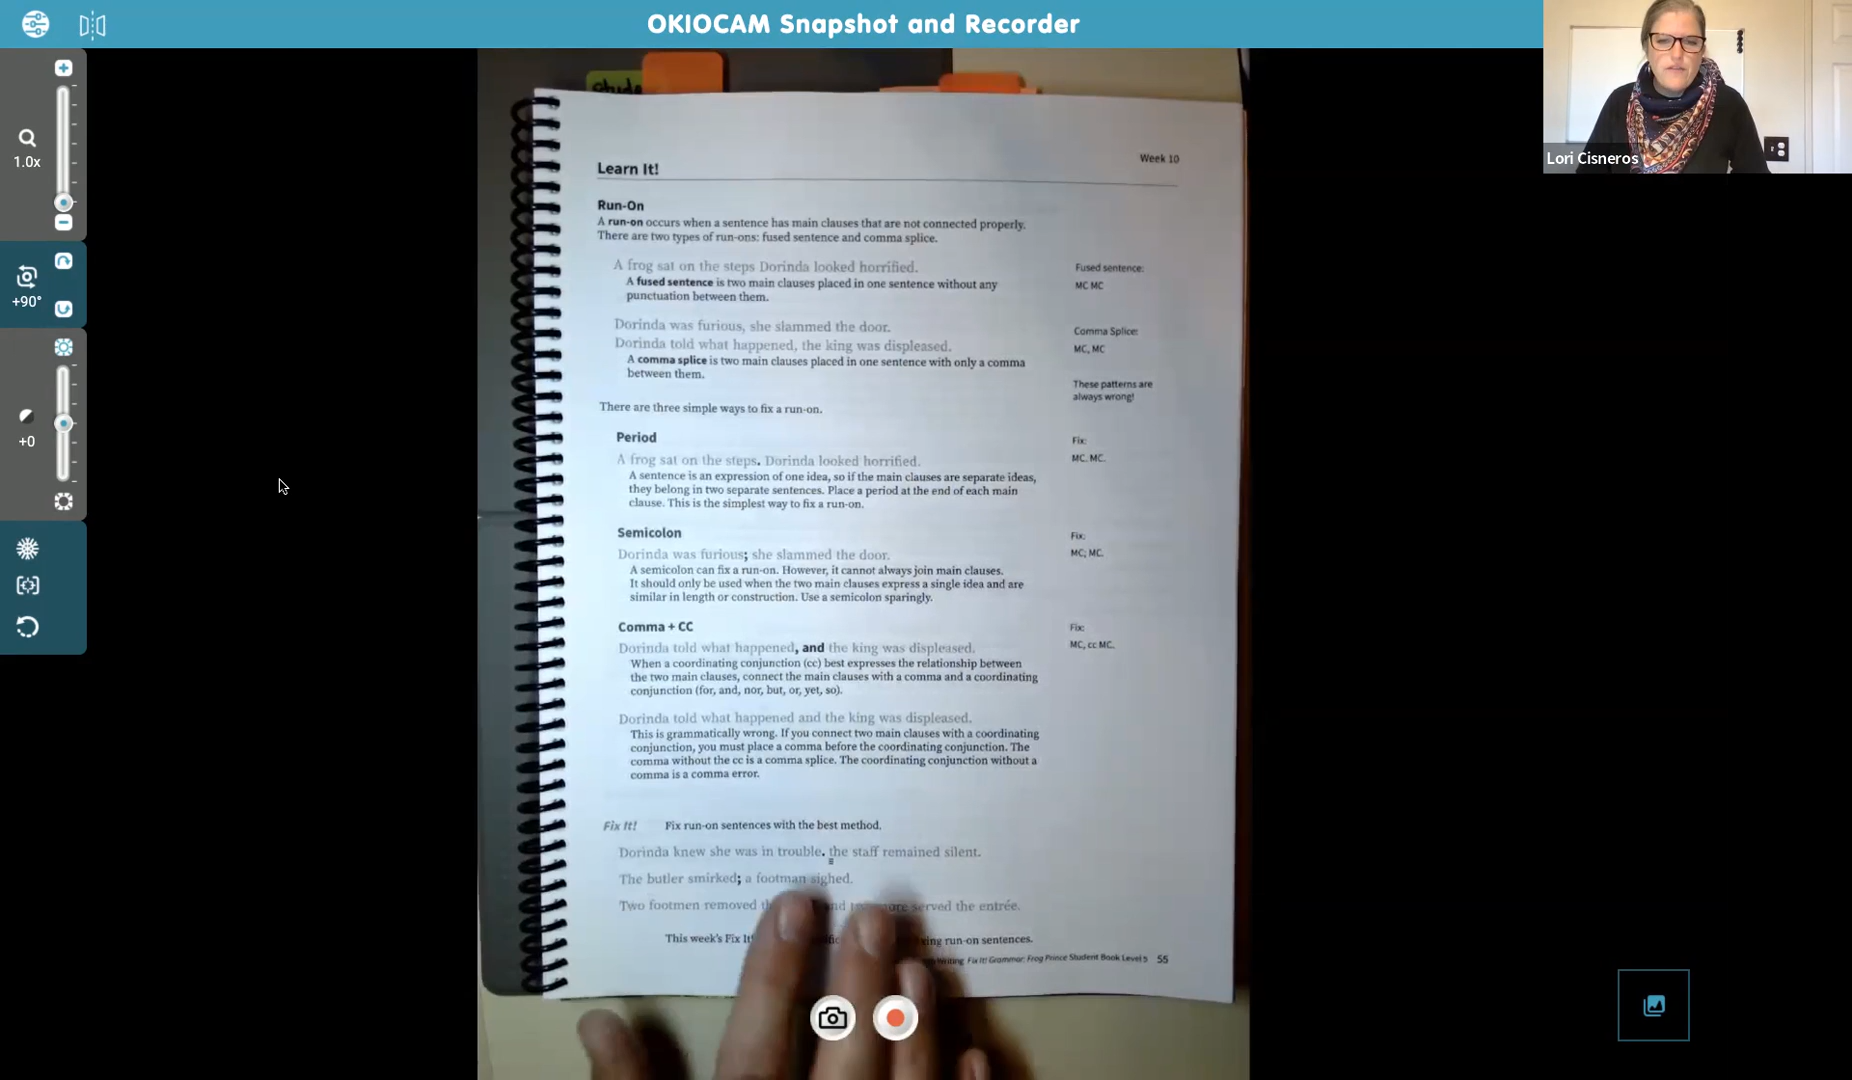 OKIOCAM Snapshot and Recorder
1.0x
+90°
+0
Lori Cisneros
Week 10
Learn It!
Run-On
A run-on occurs when a sentence has main clauses that are not connected properly.
There are two types of run-ons: fused sentence and comma splice.
A frog sat on the steps Dorinda looked horrified.
Fused sentence:
A fused sentence is two main clauses placed in one sentence without any
MC MC
punctuation between them.
Dorinda was furious, she slammed the door.
Comma Splice:
Dorinda told what happened, the king was displeased.
MC, MC
A comma splice is two main clauses placed in one sentence with only a comma
between them.
These patterns are
always wrong!
There are three simple ways to fix a run-on.
Period
Fix:
A frog sat on the steps. Dorinda looked horrified.
MC. MC.
A sentence is an expression of one idea, so if the main clauses are separate ideas,
they belong in two separate sentences. Place a period at the end of each main
clause. This is the simplest way to fix a run-on.
Semicolon
Fix:
Dorinda was furious; she slammed the door.
MC; MC.
A semicolon can fix a run-on. However, it cannot always join main clauses.
It should only be used when the two main clauses express a single idea and are
similar in length or construction. Use a semicolon sparingly.
Comma + CC
Fix:
Dorinda told what happened, and the king was displeased.
MC, cc MC.
When a coordinating conjunction (cc) best expresses the relationship between
the two main clauses, connect the main clauses with a comma and a coordinating
conjunction (for, and, nor, but, or, yet, so).
Dorinda told what happened and the king was displeased.
This is grammatically wrong. If you connect two main clauses with a coordinating
conjunction, you must place a comma before the coordinating conjunction. The
comma without the cc is a comma splice. The coordinating conjunction without a
comma is a comma error.
Fix It! Fix run-on sentences with the best method.
Dorinda knew she was in trouble. the staff remained silent.
The butler smirked; a footman sighed.
Two footmen removed and served the entrée.
This week's Fix It! run-on sentences.
Writing Fix It! Grammar: Frog Prince Student Book Level 5 55